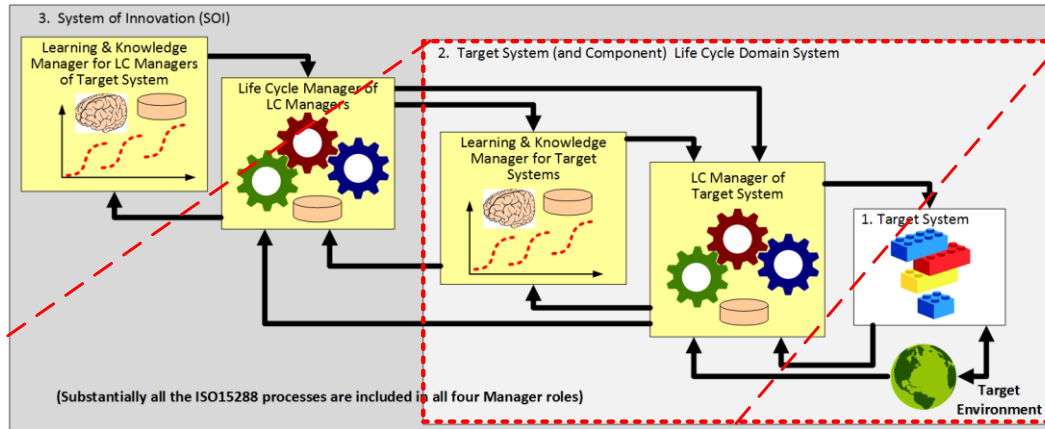 3. System of Innovation (SOI)
Learning & Knowledge
Manager for LC Managers
of Target System
Life Cycle Manager of
LC Managers
2. Target System (and Component) Life Cycle Domain System
Learning & Knowledge
Manager for Target
Systems
LC Manager of
Target System
1. Target System
Target
Environment
(Substantially all the ISO15288 processes are included in all four Manager roles)